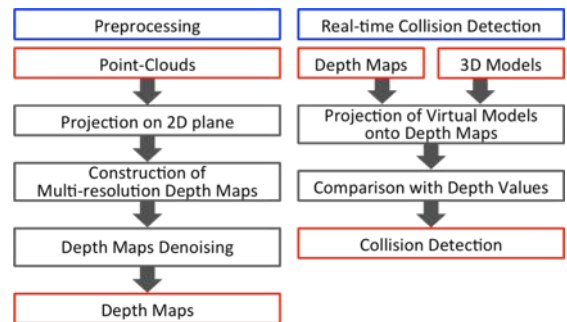 Preprocessing
Point-Clouds
Projection on 2D plane
Construction of
Multi-resolution Depth Maps
Depth Maps Denoising
Depth Maps
Real-time Collision Detection
Depth Maps
3D Models
Projection of Virtual Models
onto Depth Maps
Comparison with Depth Values
Collision Detection